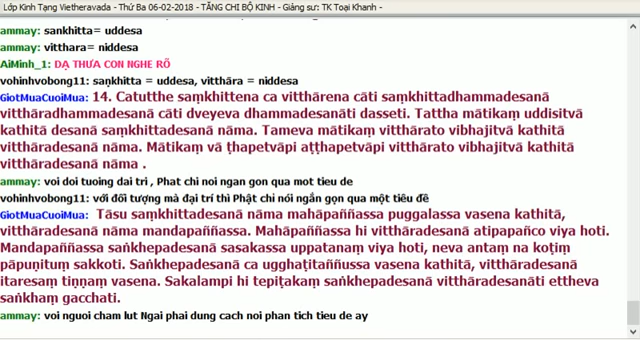 Lớp Kinh Tạng Vietheravada - Thứ Ba 06-02-2018 - TĂNG CHI BỘ KINH - Giảng sư: TK Toại Khanh -
ammay: sankhitta= uddesa
ammay: vitthara= niddesa
AiMinh_1: DẠ THƯA CON NGHE RÕ
vohinhvobong11: saṇkhitta = uddesa, vitthāra = niddesa
GiotMuaCuoiMua: 14. Catutthe saṃkhittena ca vitthārena cāti saṃkhittadhammadesanā
vitthāradhammadesanā cāti dveyeva dhammadesanāti dasseti. Tattha mātikaṃ uddisitvā
kathitā desanā saṃkhittadesanā nāma. Tameva mātikaṃ vitthārato vibhajitvā kathitā
vitthāradesanā nāma. Mātikaṃ vā ṭhapetvāpi aṭṭhapetvāpi vitthārato vibhajitvā kathitā
vitthāradesanā nāma .
ammay: voi doi tuoing dai tri , Phat chi noi ngan gon qua mot tieu de
vohinhvobong11: với đối tượng mà đại trí thì Phật chỉ nói ngắn gọn qua một tiêu đề
GiotMuaCuoiMua: Tāsu saṃkhittadesanā nāma mahāpaññassa puggalassa vasena kathitā,
vitthāradesanā nāma mandapaññassa. Mahāpaññassa hi vitthāradesanā atipapañco viya hoti.
Mandapaññassa saṅkhepadesanā sasakassa uppatanaṃ viya hoti, neva antaṃ na koṭiṃ
pāpuṇituṃ sakkoti. Saṅkhepadesanā ca ugghaṭitaññussa vasena kathitā, vitthāradesanā
itaresaṃ tiṇṇaṃ vasena. Sakalampi hi tepiṭakaṃ saṅkhepadesanā vitthāradesanāti ettheva
saṅkhaṃ gacchati.
ammay: voi nguoi cham lut Ngai phai dung cach noi phan tich tieu de ay